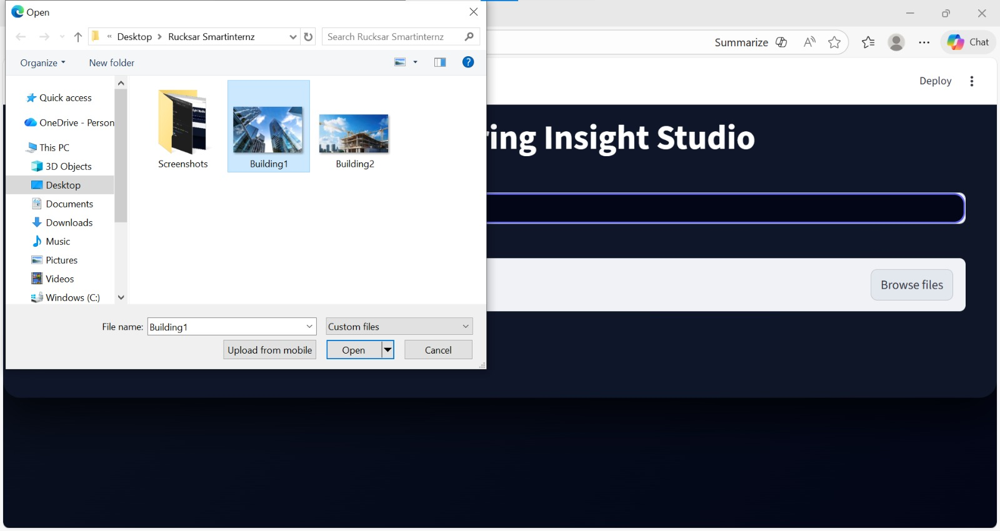 Open
« Desktop > Rucksar Smartinternz
Search Rucksar Smartinternz
Summarize
Chat
Organize
New folder
?
Deploy
Quick access
OneDrive - Person
This PC
3D Objects
Desktop
Documents
Downloads
Music
Pictures
Videos
Windows (C:)
Screenshots
Building1
Building2
ring Insight Studio
Browse files
File name:
Building1
Custom files
Upload from mobile
Open
Cancel